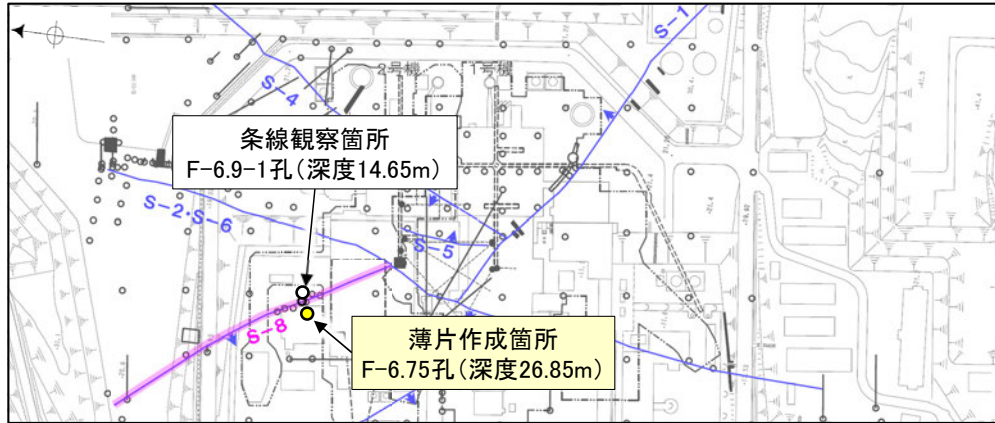 S-1
S-4
2号機
1号機
条線観察箇所
F-6.9-1孔(深度14.65m)
S-2・S-6
S-5
S-8
薄片作成箇所
F-6.75孔(深度26.85m)